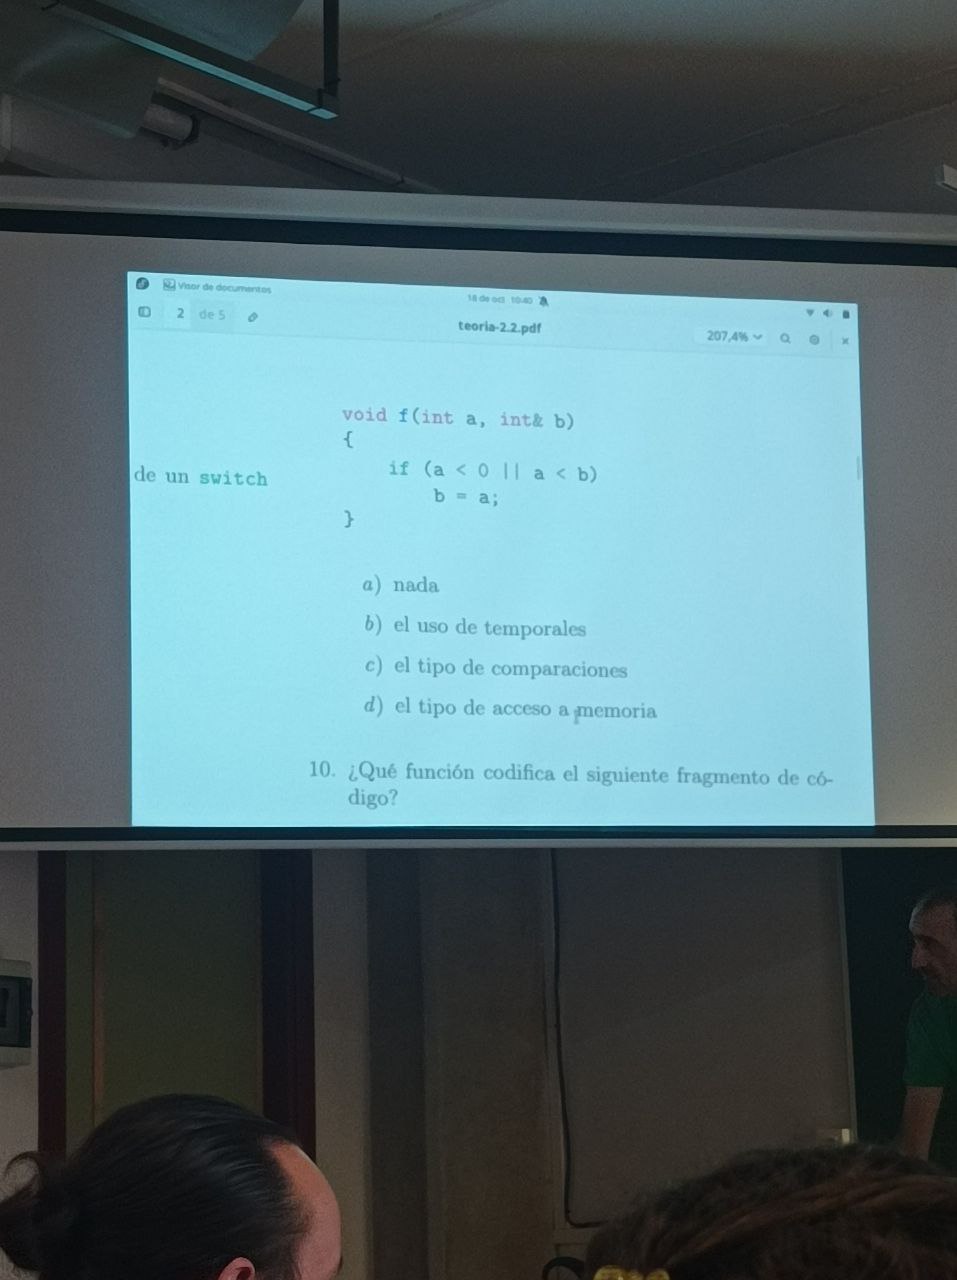 Visor de documentos
18 de oct 10:40
2 de 5
teoria-2.2.pdf
207,4%
de un switch
void f(int a, int& b)
{
if (a < 0 || a < b)
b = a;
}
a) nada
b) el uso de temporales
c) el tipo de comparaciones
d) el tipo de acceso a memoria
10. ¿Qué función codifica el siguiente fragmento de có-
digo?